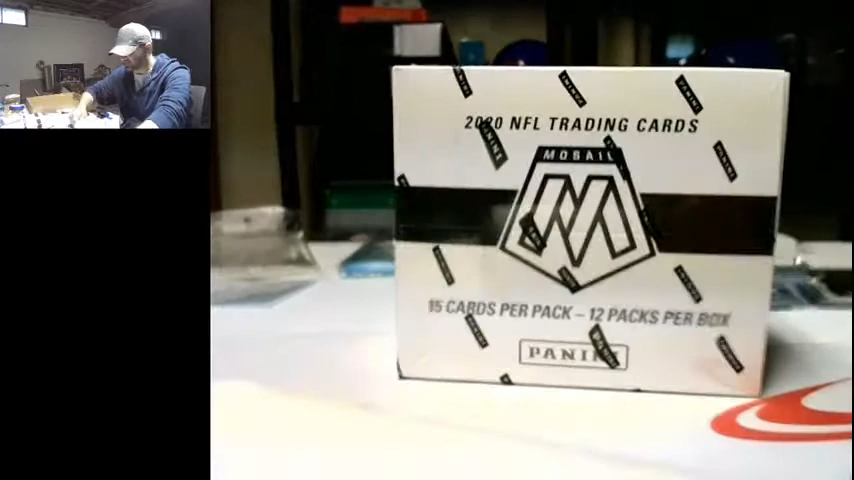 2020 NFL TRADING CARDS
MOSAIC
15 CARDS PER PACK – 12 PACKS PER BOX
PANINI